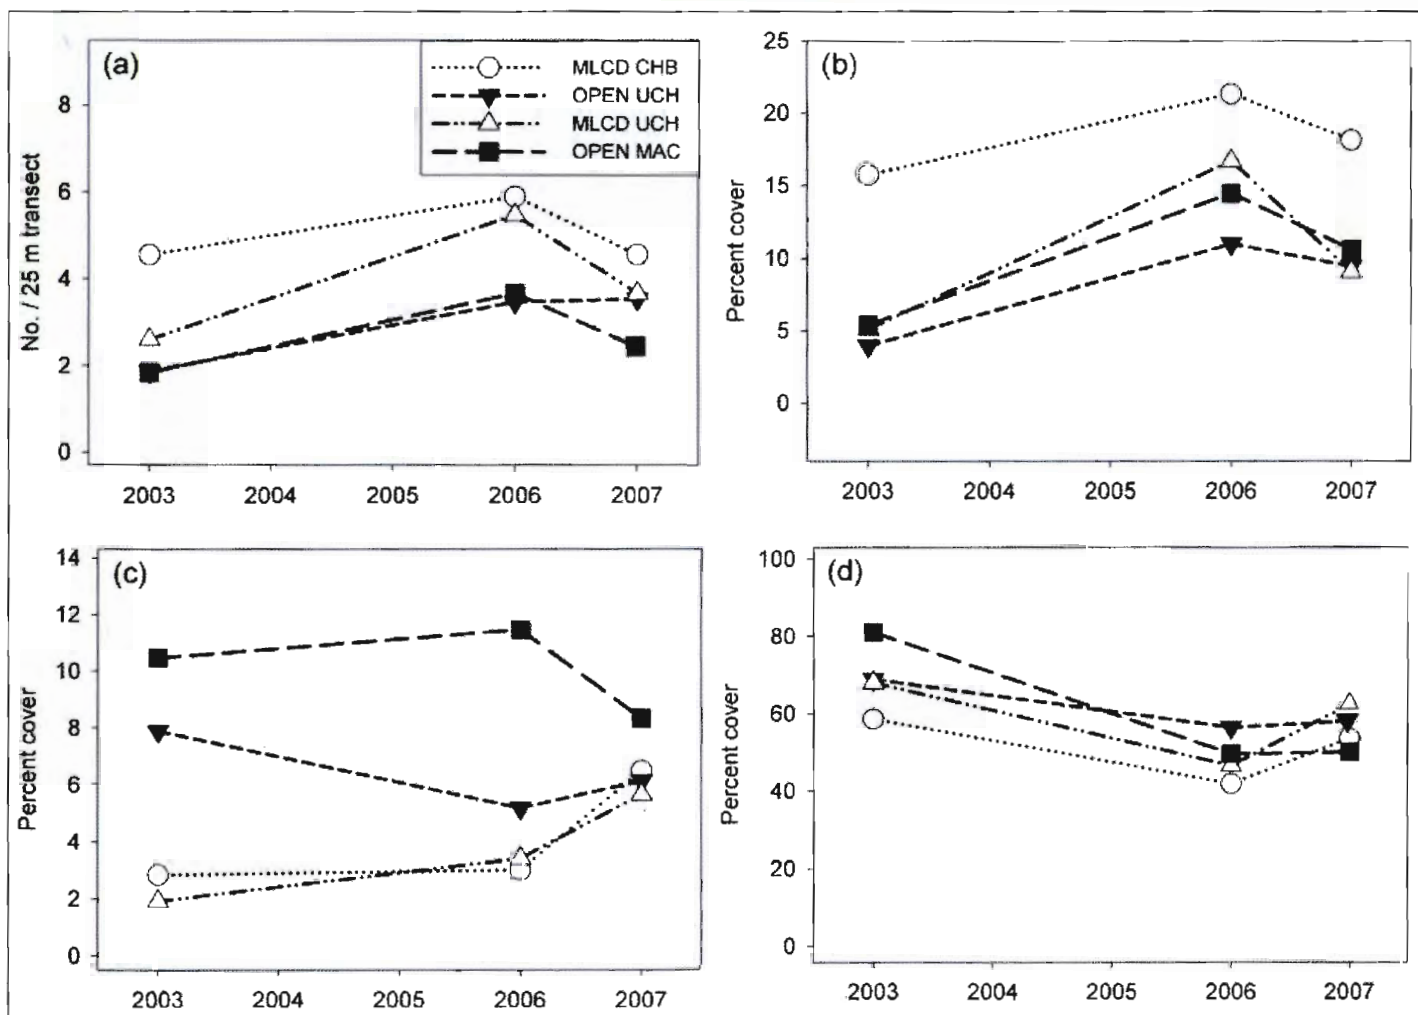 (a)
MLCD CHB
OPEN UCH
MLCD UCH
OPEN MAC
No. / 25 m transect
8
6
4
2
0
2003 2004 2005 2006 2007
(b)
Percent cover
25
20
15
10
5
0
2003 2004 2005 2006 2007
(c)
Percent cover
14
12
10
8
6
4
2
0
2003 2004 2005 2006 2007
(d)
Percent cover
100
80
60
40
20
0
2003 2004 2005 2006 2007